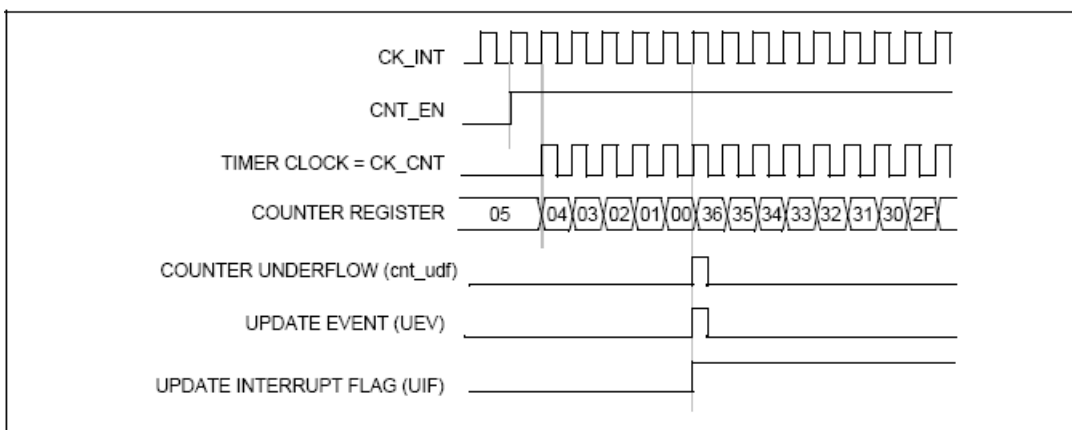 CK_INT
CNT_EN
TIMER CLOCK = CK_CNT
COUNTER REGISTER 05 04 03 02 01 00 36 35 34 33 32 31 30 2F
COUNTER UNDERFLOW (cnt_udf)
UPDATE EVENT (UEV)
UPDATE INTERRUPT FLAG (UIF)